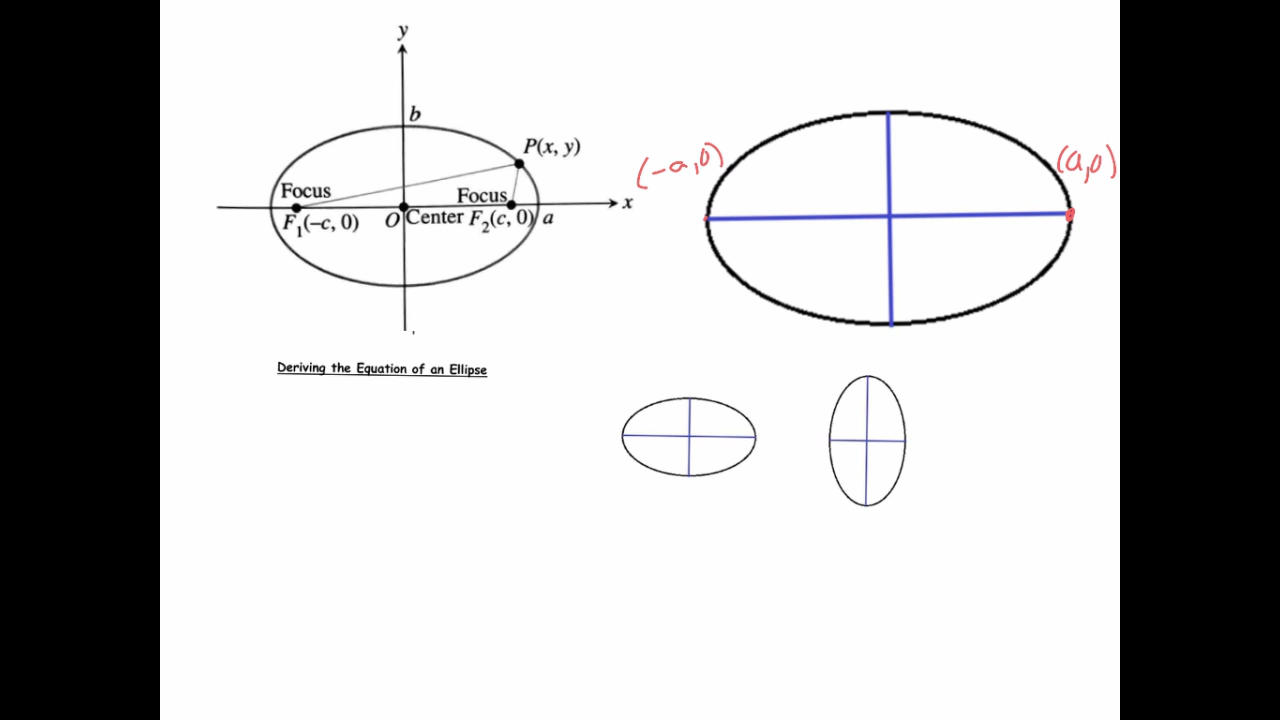 y
b
P(x, y)
(-a,0)
(a,0)
Focus
Focus
x
F₁(–c, 0)
O
Center
F₂(c, 0)
a
Deriving the Equation of an Ellipse